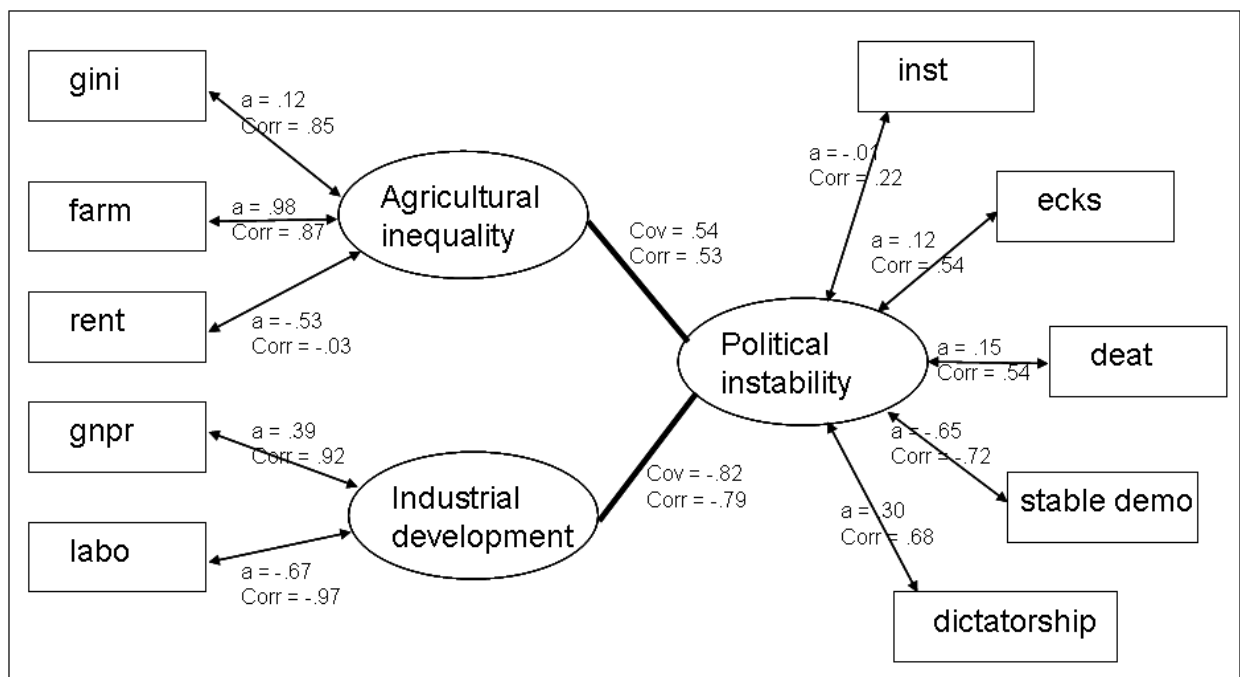 gini
a = .12
Corr = .85
farm
a = .98
Corr = .87
rent
a = -.53
Corr = -.03
gnpr
a = .39
Corr = .92
labo
a = -.67
Corr = -.97
Agricultural
inequality
Industrial
development
Cov = .54
Corr = .53
Cov = -.82
Corr = -.79
Political
instability
inst
a = -.01
Corr = .22
ecks
a = .12
Corr = .54
deat
a = .15
Corr = .54
stable demo
a = -.65
Corr = -.72
dictatorship
a = .30
Corr = .68